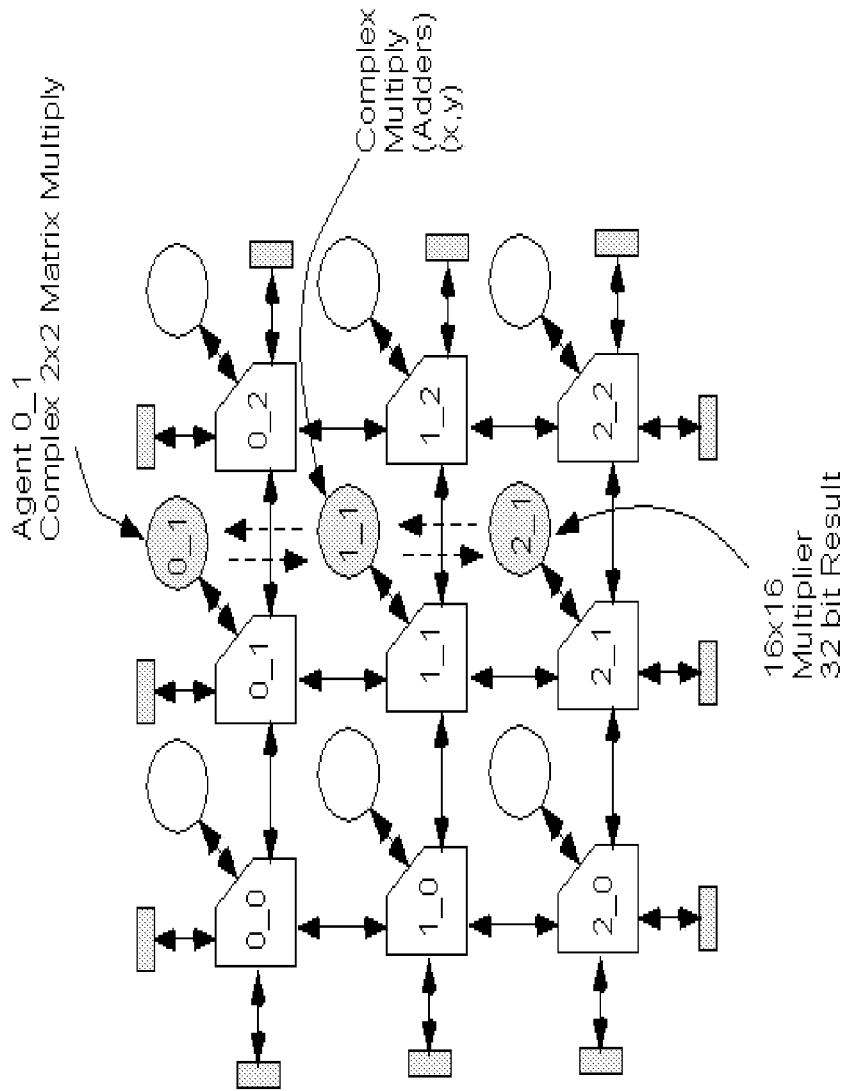 Agent 0_1
Complex 2x2 Matrix Multiply
Complex
Multiply
(Adders)
(x,y)
0_1
1_1
2_1
0_0
0_1
0_2
1_0
1_1
1_2
2_0
2_1
2_2
16x16
Multiplier
32 bit Result